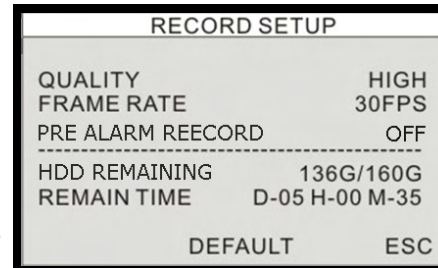 RECORD SETUP
QUALITY HIGH
FRAME RATE 30FPS
PRE ALARM REECORD OFF
HDD REMAINING 136G/160G
REMAIN TIME D-05 H-00 M-35
DEFAULT ESC